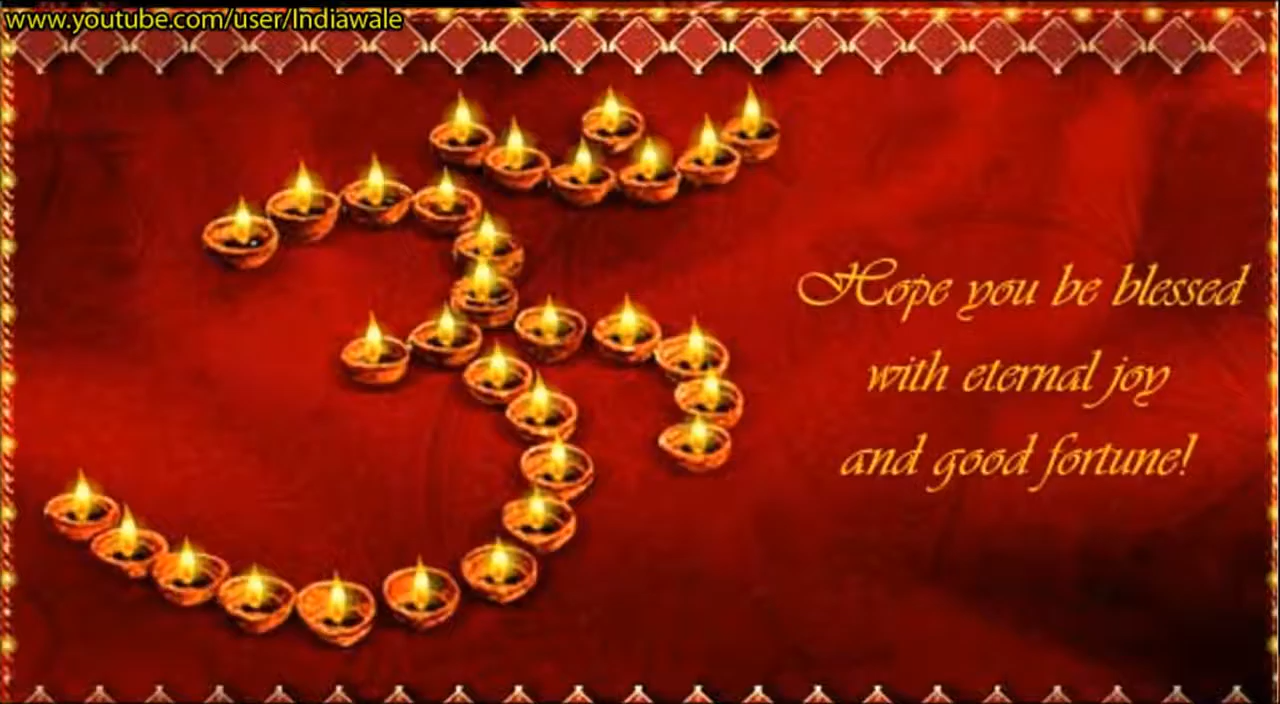 www.youtube.com/user/Indiawale
ॐ
Hope you be blessed
with eternal joy
and good fortune!